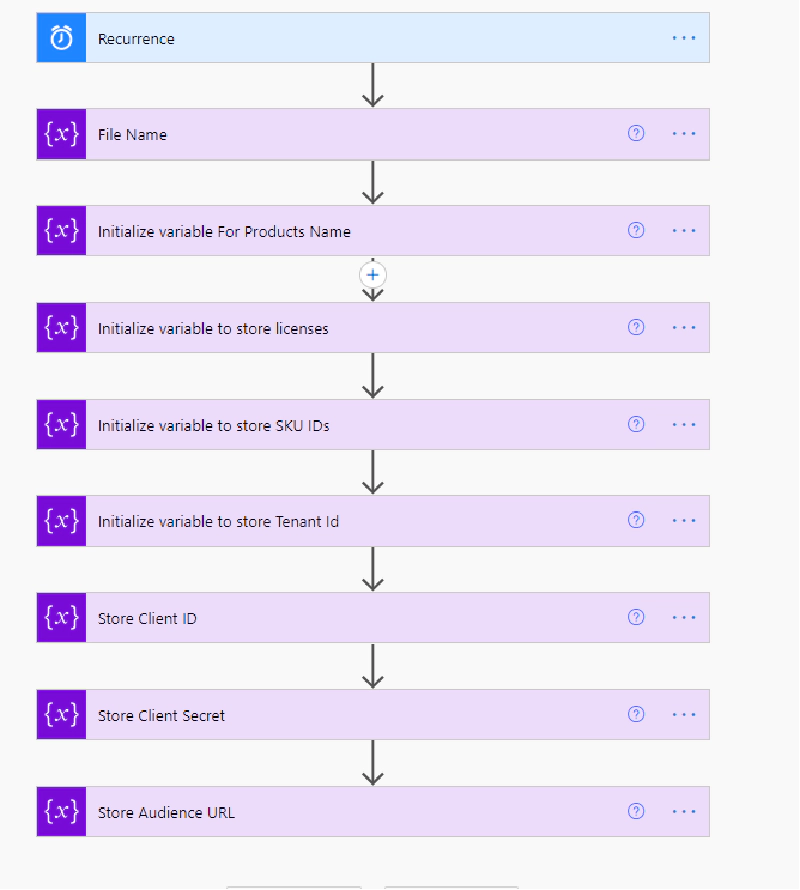 Recurrence
{x} File Name
{x} Initialize variable For Products Name
{x} Initialize variable to store licenses
{x} Initialize variable to store SKU IDs
{x} Initialize variable to store Tenant Id
{x} Store Client ID
{x} Store Client Secret
{x} Store Audience URL